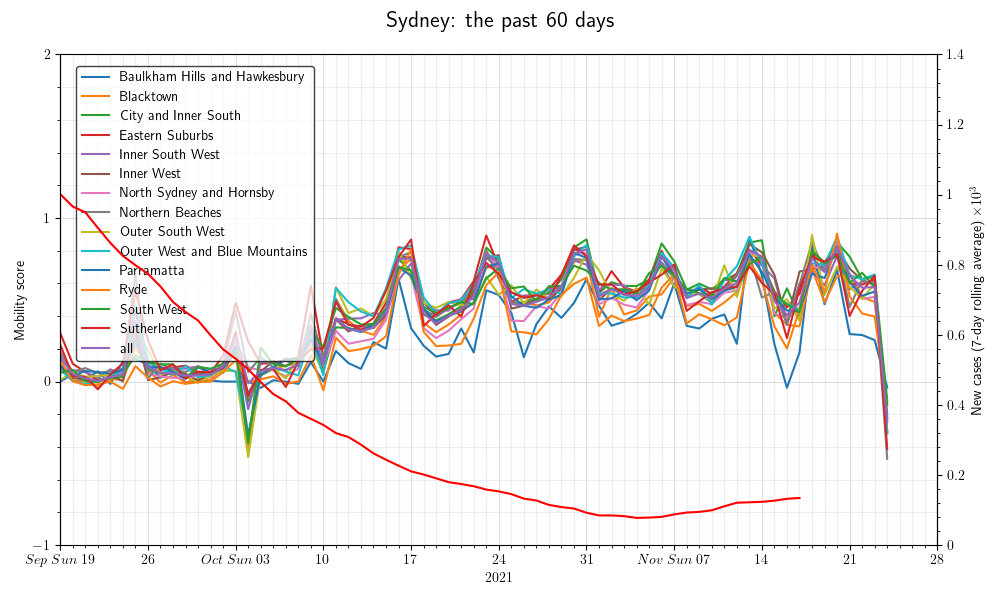 Sydney: the past 60 days
2
1
0
−1
Mobility score
Baulkham Hills and Hawkesbury
Blacktown
City and Inner South
Eastern Suburbs
Inner South West
Inner West
North Sydney and Hornsby
Northern Beaches
Outer South West
Outer West and Blue Mountains
Parramatta
Ryde
South West
Sutherland
all
1.4
1.2
1
0.8
0.6
0.4
0.2
0
New cases (7-day rolling average) ×10³
Sep Sun 19 26 Oct Sun 03 10 17 24 31 Nov Sun 07 14 21 28
2021